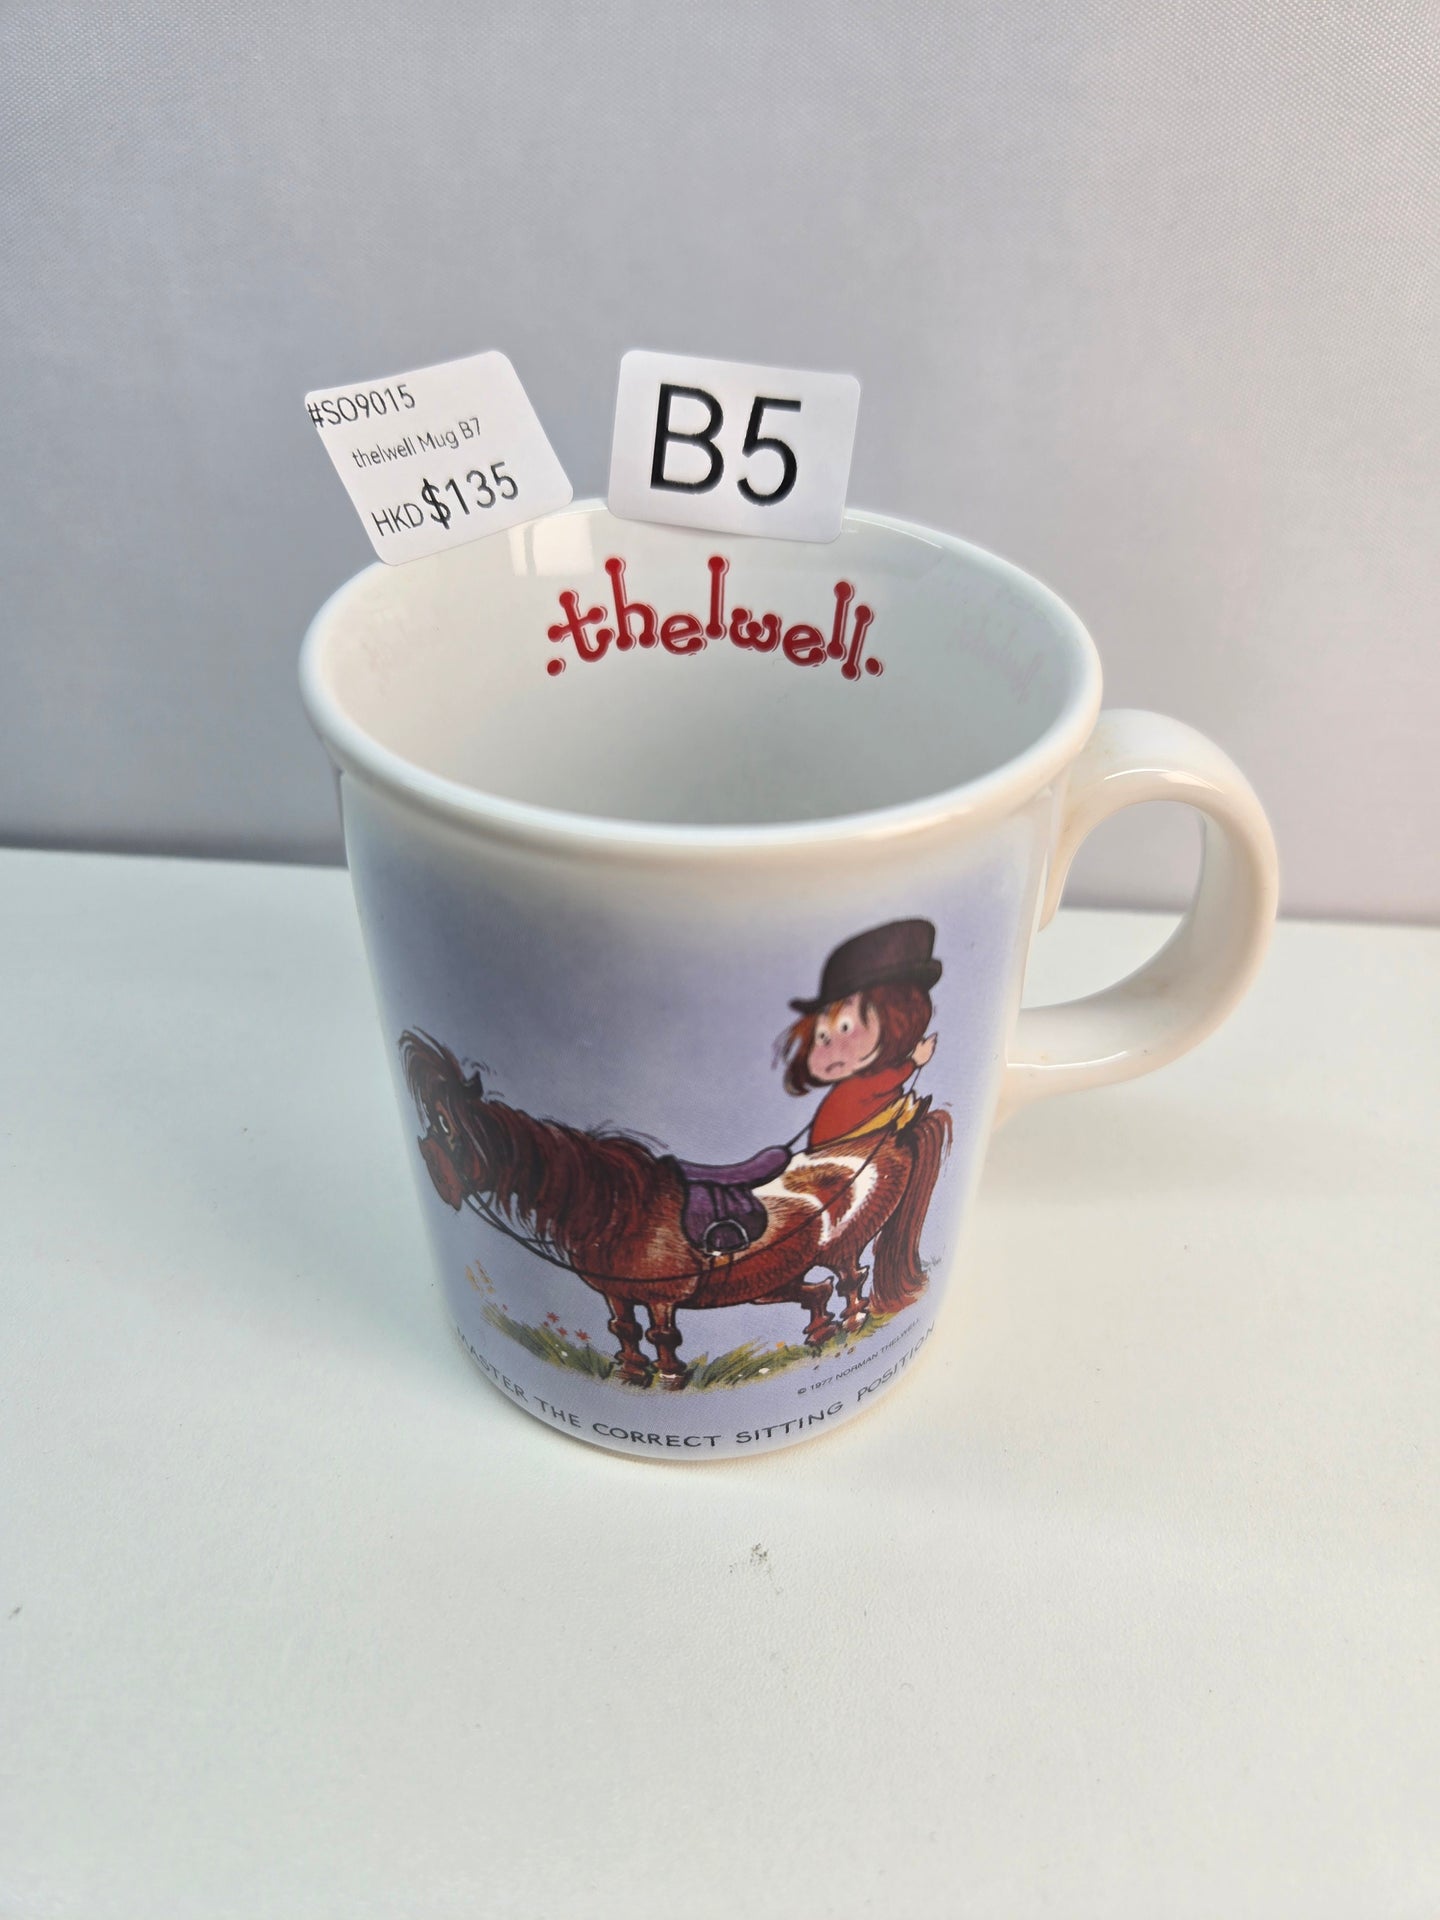 #SO9015
thelwell Mug B7
HKD$135
B5
thelwell.
© 1977 NORMAN THELWELL
MASTER THE CORRECT SITTING POSITION